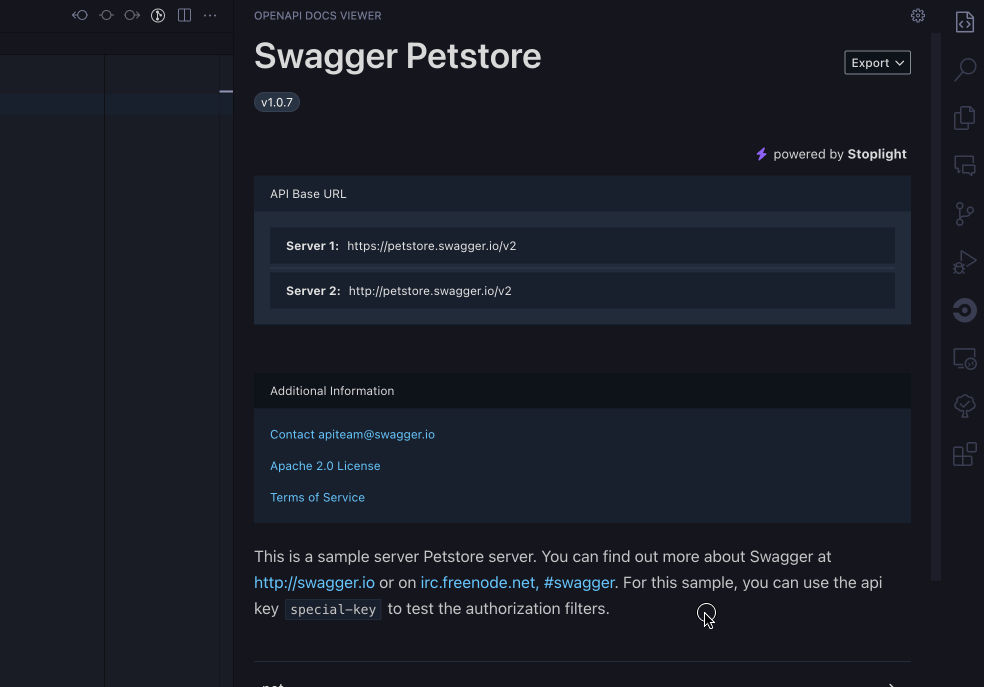 OPENAPI DOCS VIEWER
Swagger Petstore
Export
v1.0.7
powered by Stoplight
API Base URL
Server 1: https://petstore.swagger.io/v2
Server 2: http://petstore.swagger.io/v2
Additional Information
Contact apiteam@swagger.io
Apache 2.0 License
Terms of Service
This is a sample server Petstore server. You can find out more about Swagger at
http://swagger.io or on irc.freenode.net, #swagger. For this sample, you can use the api
key special-key to test the authorization filters.